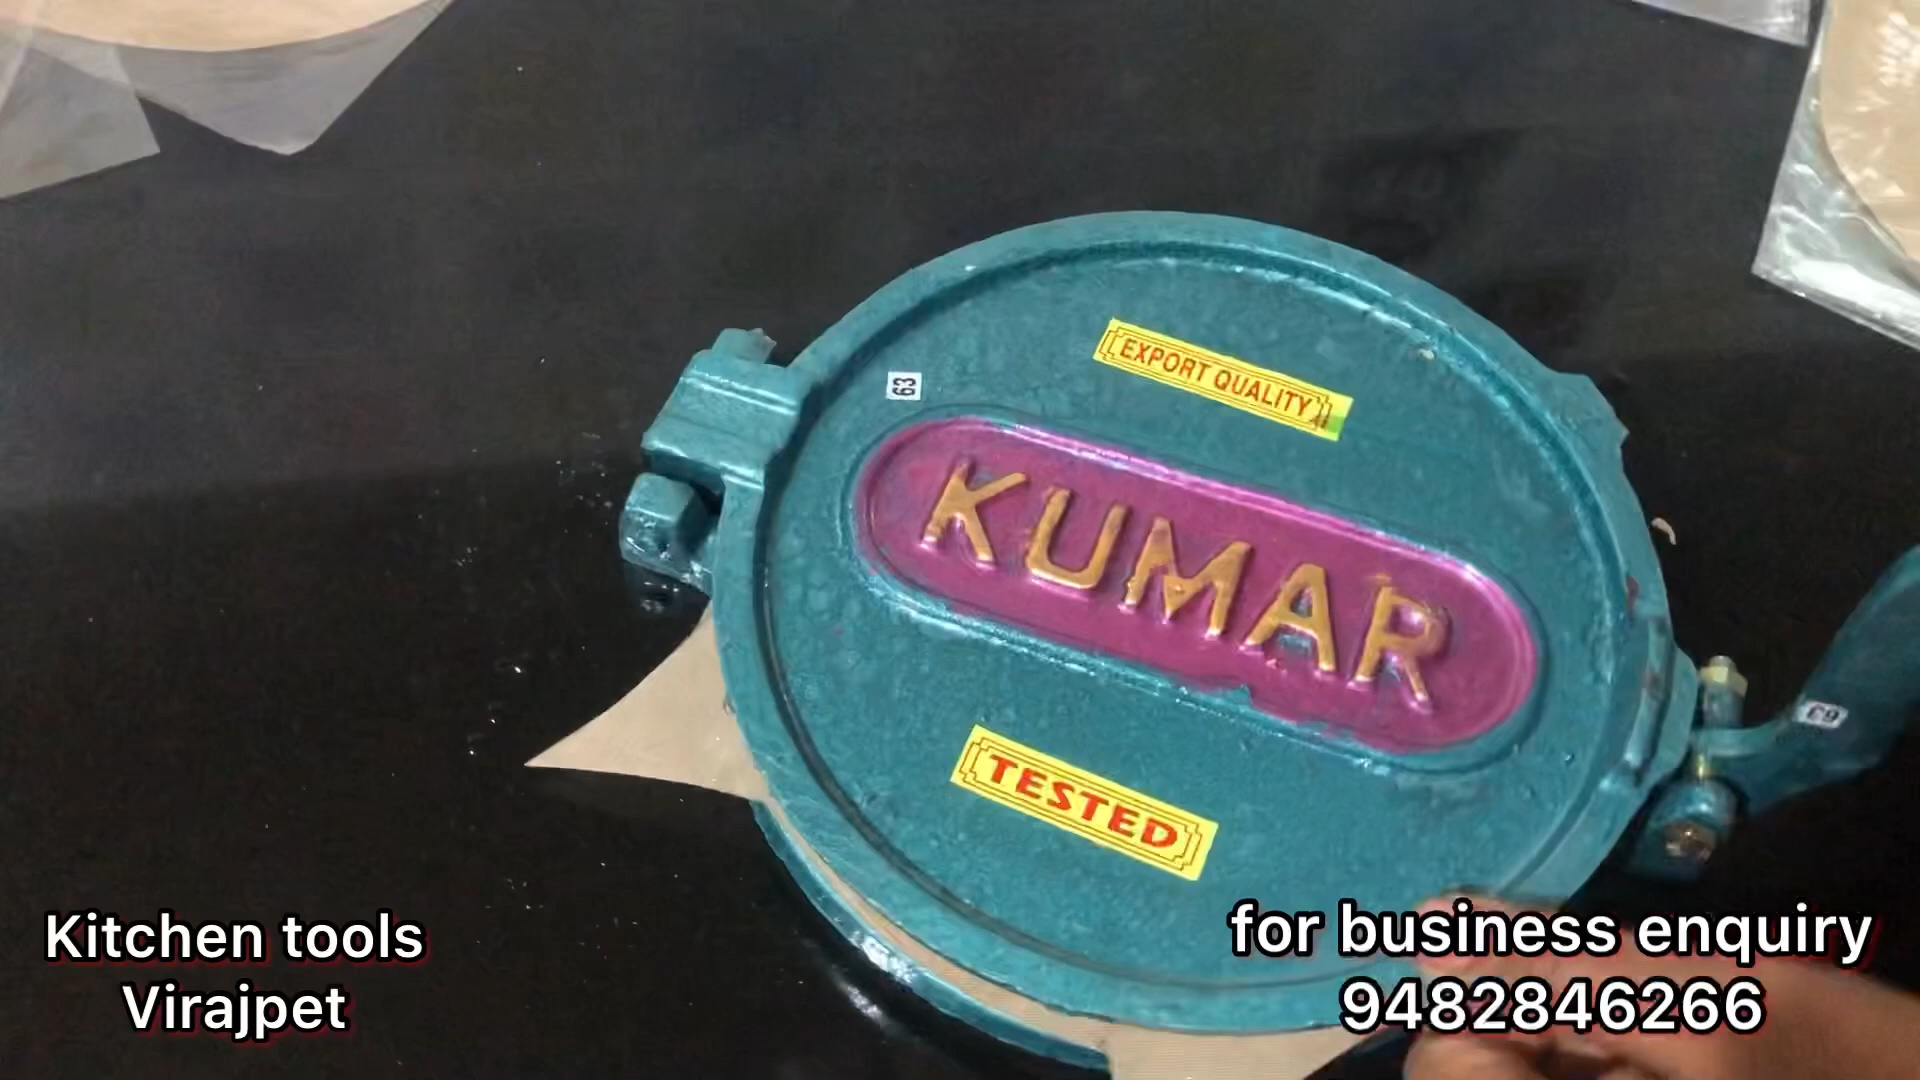 EXPORT QUALITY
63
KUMAR
63
TESTED
Kitchen tools
Virajpet
for business enquiry
9482846266